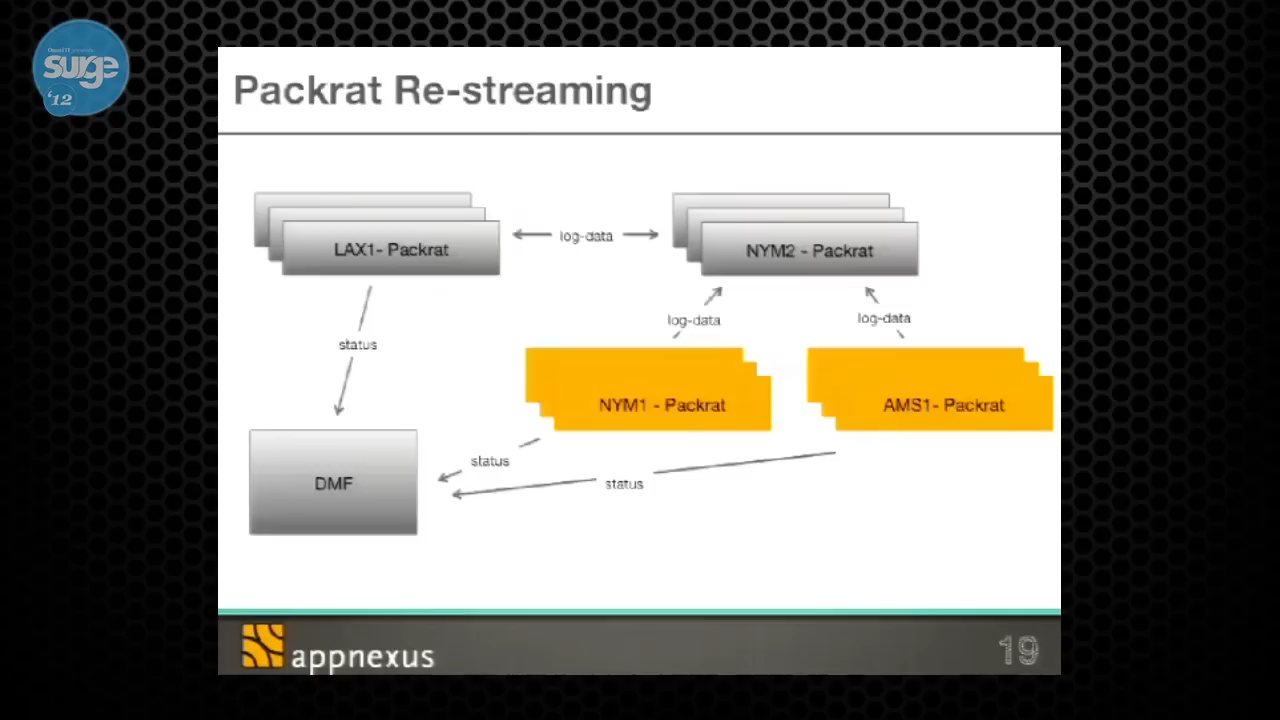 surge
'12
Packrat Re-streaming
LAX1- Packrat
log-data
NYM2 - Packrat
log-data
log-data
status
NYM1 - Packrat
AMS1- Packrat
status
status
DMF
appnexus
19